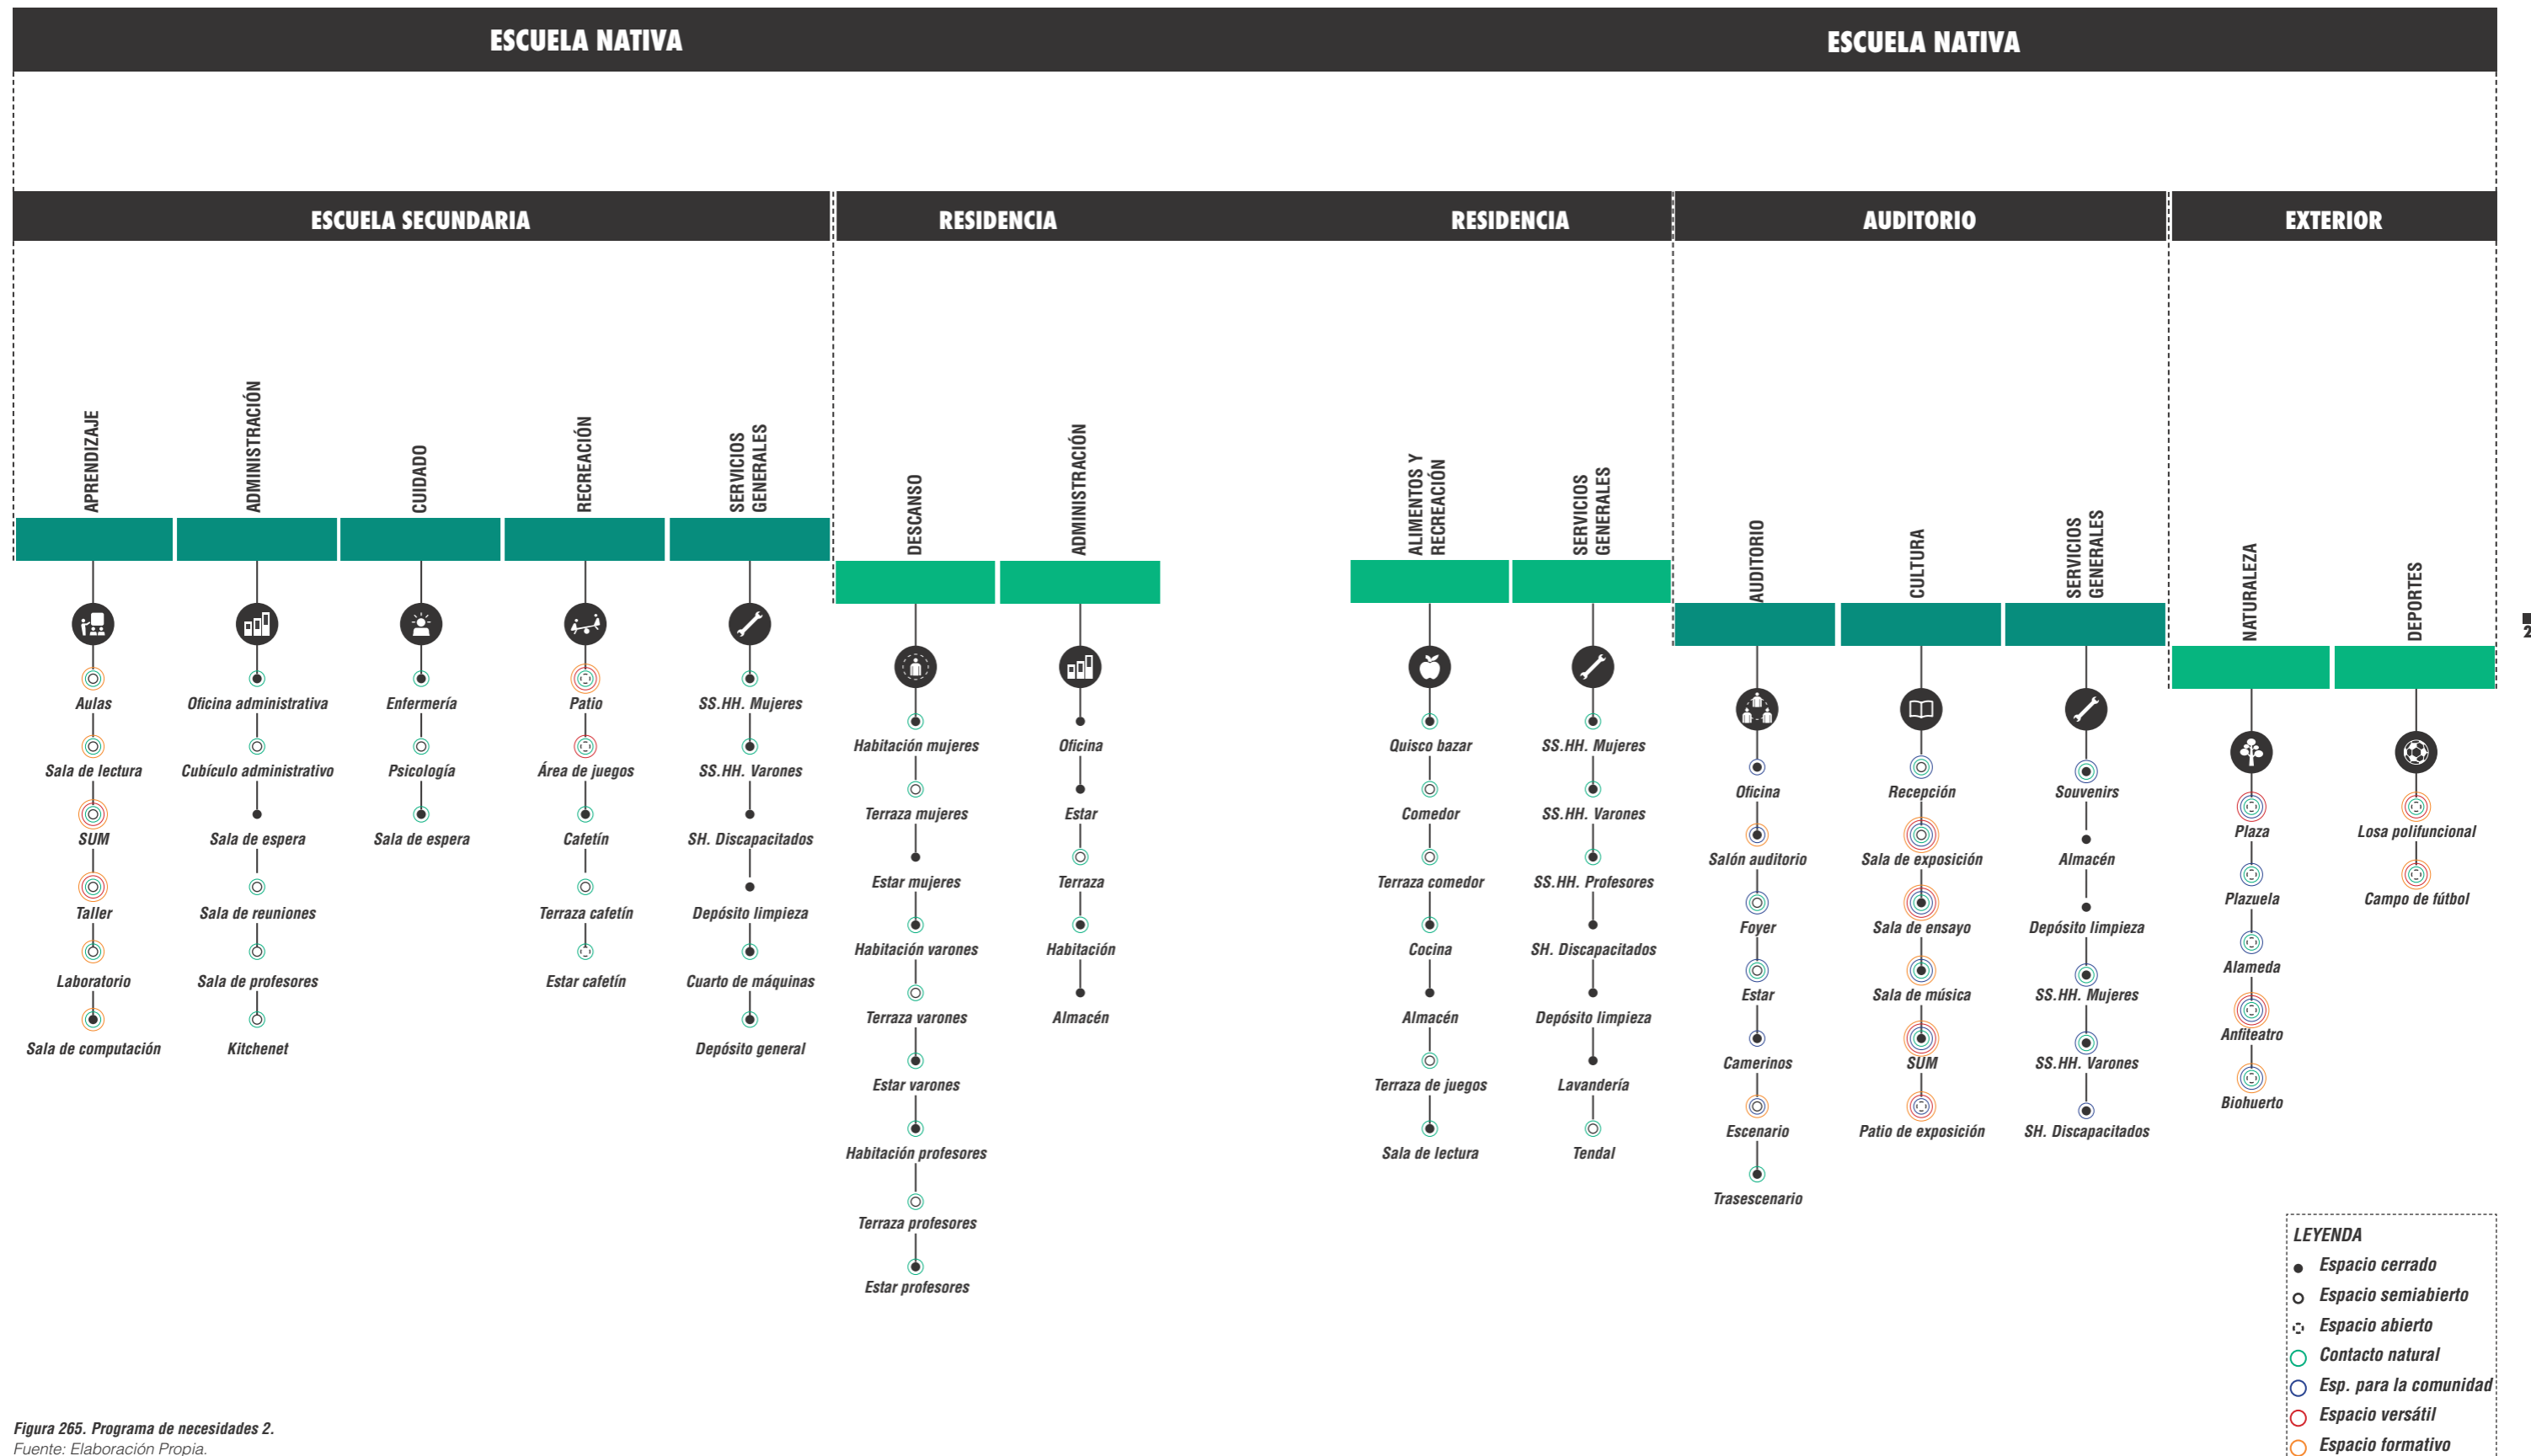 ESCUELA NATIVA
ESCUELA NATIVA
ESCUELA SECUNDARIA
RESIDENCIA
RESIDENCIA
AUDITORIO
EXTERIOR
APRENDIZAJE
Aulas
Sala de lectura
SUM
Taller
Laboratorio
Sala de computación
ADMINISTRACIÓN
Oficina administrativa
Cubículo administrativo
Sala de espera
Sala de reuniones
Sala de profesores
Kitchenet
CUIDADO
Enfermería
Psicología
Sala de espera
RECREACIÓN
Patio
Área de juegos
Cafetín
Terraza cafetín
Estar cafetín
SERVICIOS
GENERALES
SS.HH. Mujeres
SS.HH. Varones
SH. Discapacitados
Depósito limpieza
Cuarto de máquinas
Depósito general
DESCANSO
Habitación mujeres
Terraza mujeres
Estar mujeres
Habitación varones
Terraza varones
Estar varones
Habitación profesores
Terraza profesores
Estar profesores
ADMINISTRACIÓN
Oficina
Estar
Terraza
Habitación
Almacén
ALIMENTOS Y
RECREACIÓN
Quisco bazar
Comedor
Terraza comedor
Cocina
Almacén
Terraza de juegos
Sala de lectura
SERVICIOS
GENERALES
SS.HH. Mujeres
SS.HH. Varones
SS.HH. Profesores
SH. Discapacitados
Depósito limpieza
Lavandería
Tendal
AUDITORIO
Oficina
Salón auditorio
Foyer
Estar
Camerinos
Escenario
Trasescenario
CULTURA
Recepción
Sala de exposición
Sala de ensayo
Sala de música
SUM
Patio de exposición
SERVICIOS
GENERALES
Souvenirs
Almacén
Depósito limpieza
SS.HH. Mujeres
SS.HH. Varones
SH. Discapacitados
NATURALEZA
Plaza
Plazuela
Alameda
Anfiteatro
Biohuerto
DEPORTES
Losa polifuncional
Campo de fútbol
LEYENDA
Espacio cerrado
Espacio semiabierto
Espacio abierto
Contacto natural
Esp. para la comunidad
Espacio versátil
Espacio formativo
Figura 265. Programa de necesidades 2.
Fuente: Elaboración Propia.